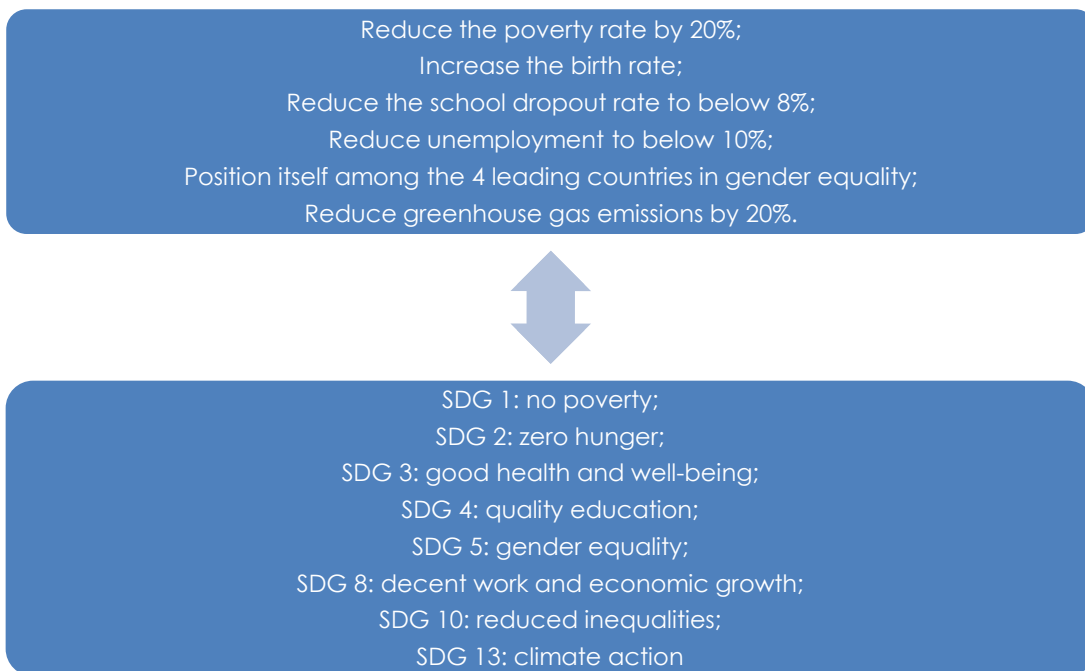 Reduce the poverty rate by 20%;
Increase the birth rate;
Reduce the school dropout rate to below 8%;
Reduce unemployment to below 10%;
Position itself among the 4 leading countries in gender equality;
Reduce greenhouse gas emissions by 20%.
SDG 1: no poverty;
SDG 2: zero hunger;
SDG 3: good health and well-being;
SDG 4: quality education;
SDG 5: gender equality;
SDG 8: decent work and economic growth;
SDG 10: reduced inequalities;
SDG 13: climate action